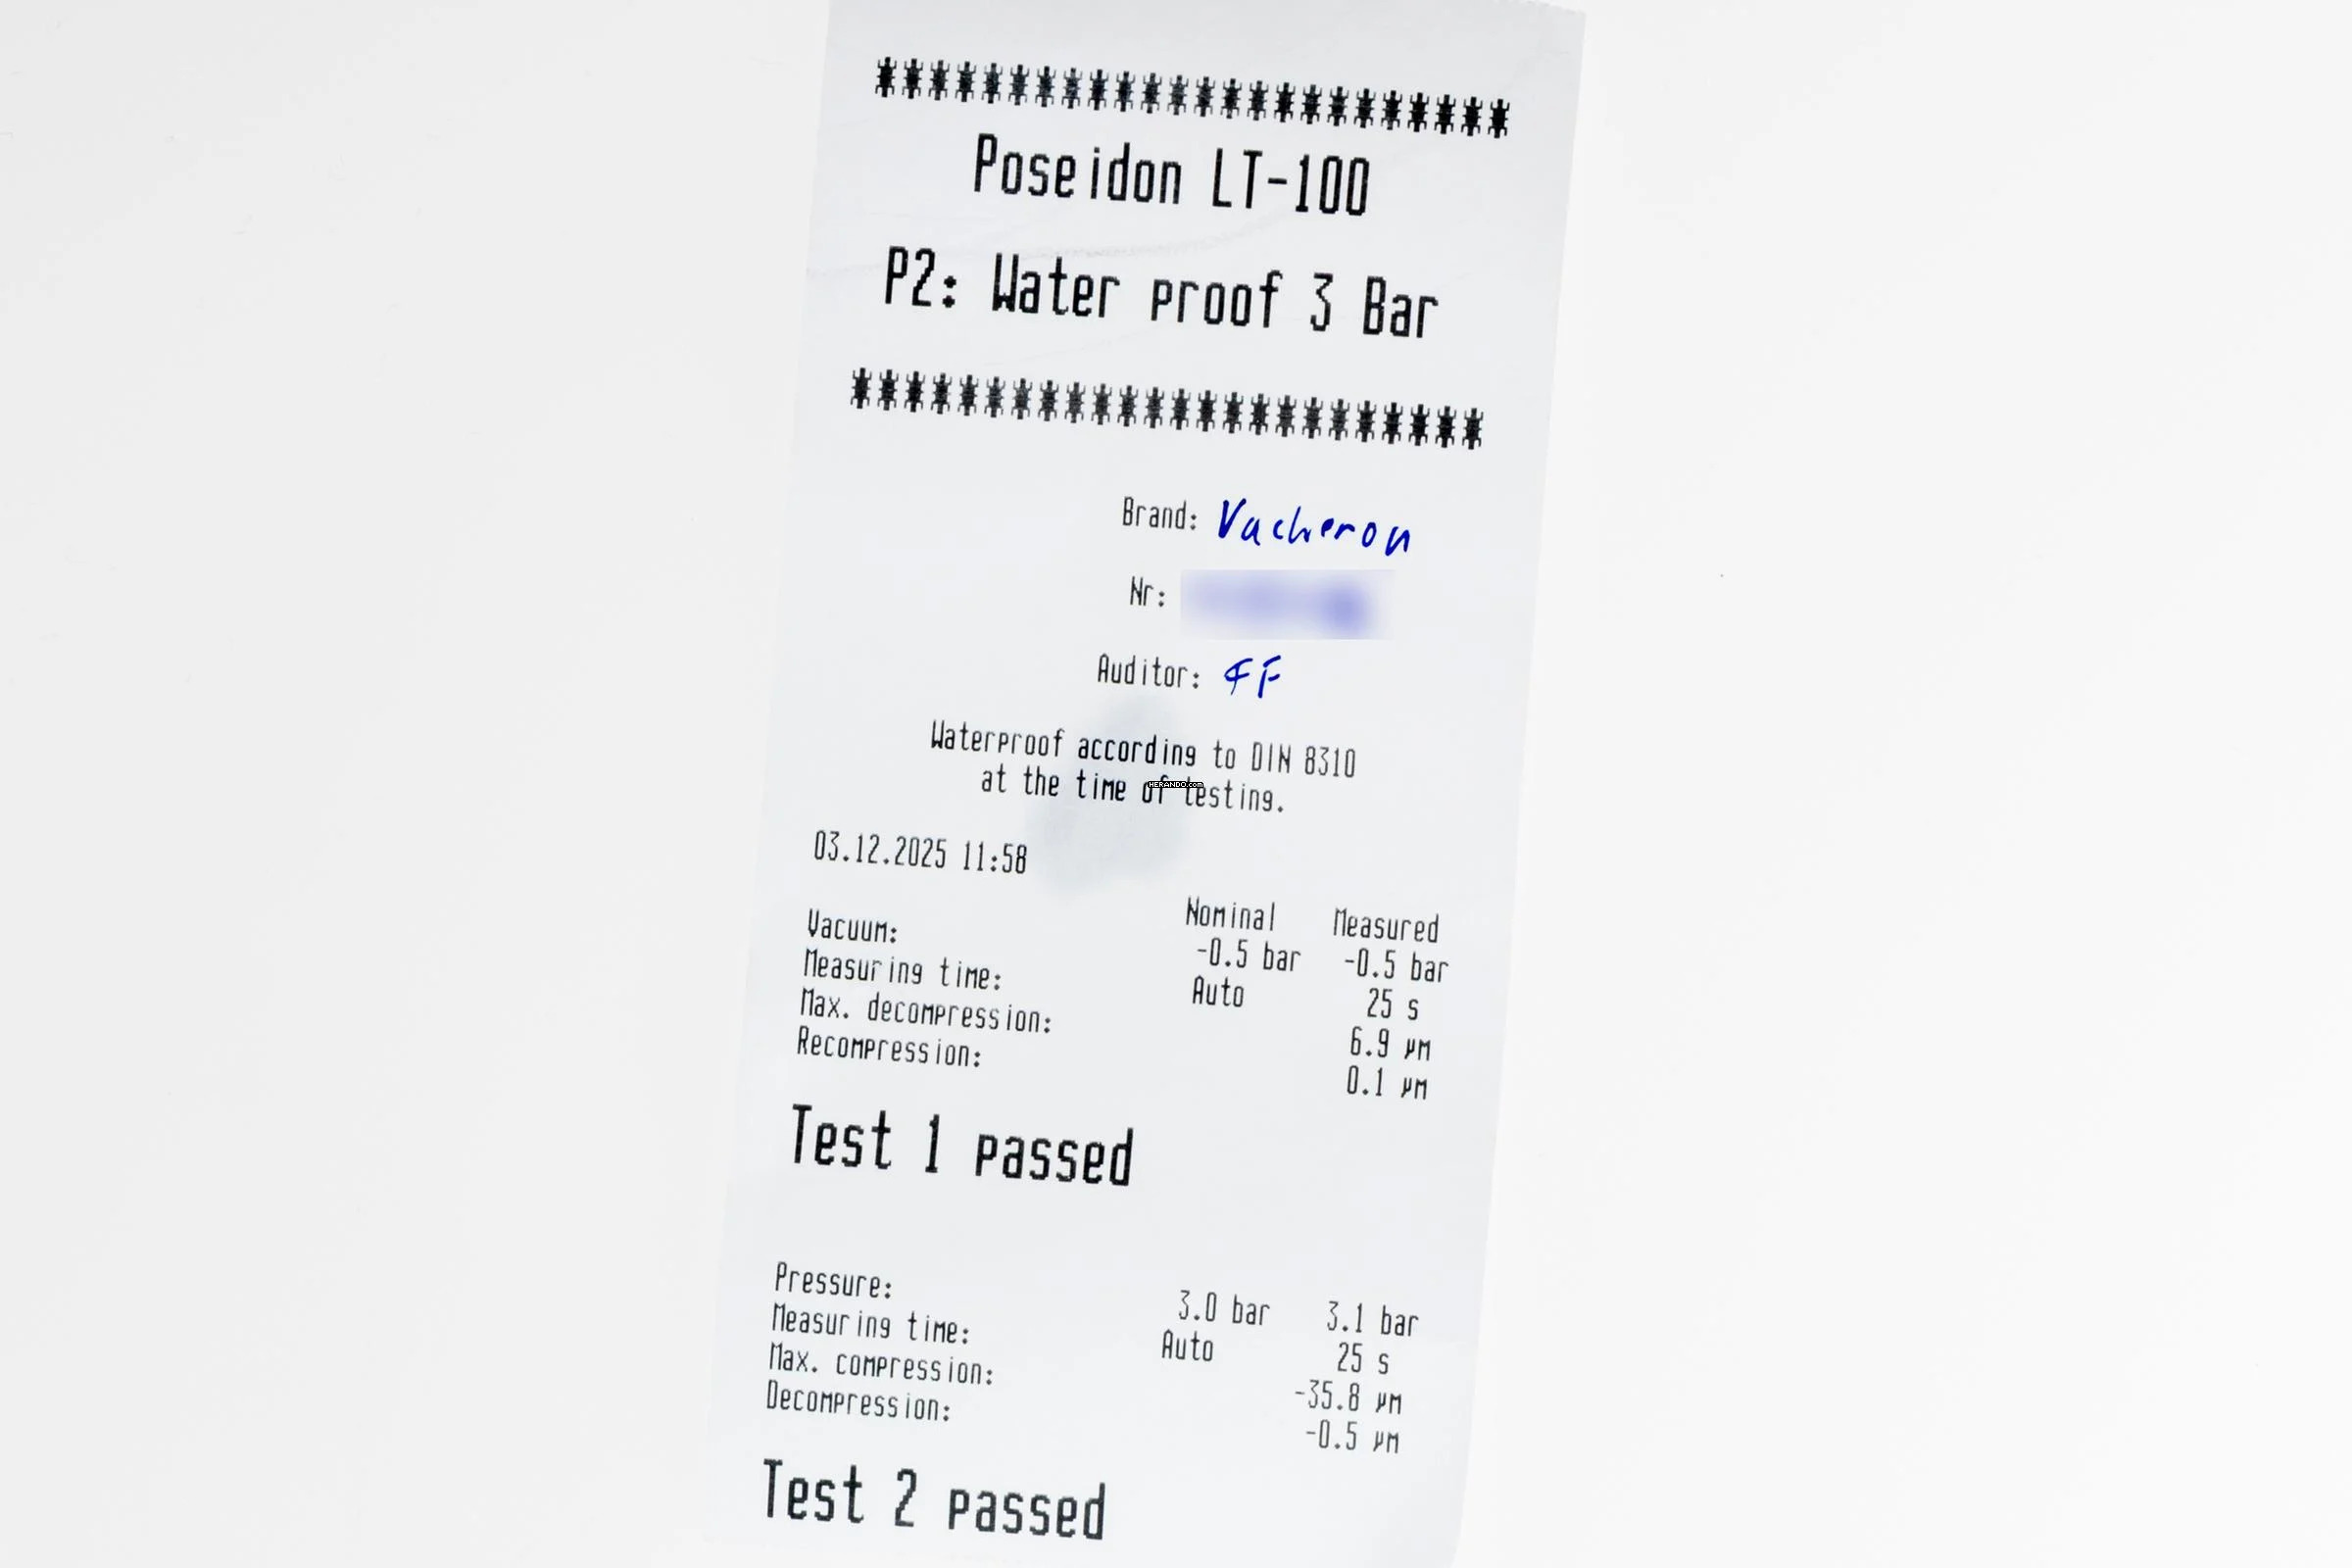 ************************
Poseidon LT-100
P2: Water proof 3 Bar
************************
Brand: Vacheron
Nr:
Auditor: FF
Waterproof according to DIN 8310
at the time of testing.
HERANDO.com
03.12.2025 11:58
Nominal Measured
Vacuum: -0.5 bar -0.5 bar
Measuring time: Auto 25 s
Max. decompression: 6.9 µm
Recompression: 0.1 µm
Test 1 passed
Pressure: 3.0 bar 3.1 bar
Measuring time: Auto 25 s
Max. compression: -35.8 µm
Decompression: -0.5 µm
Test 2 passed